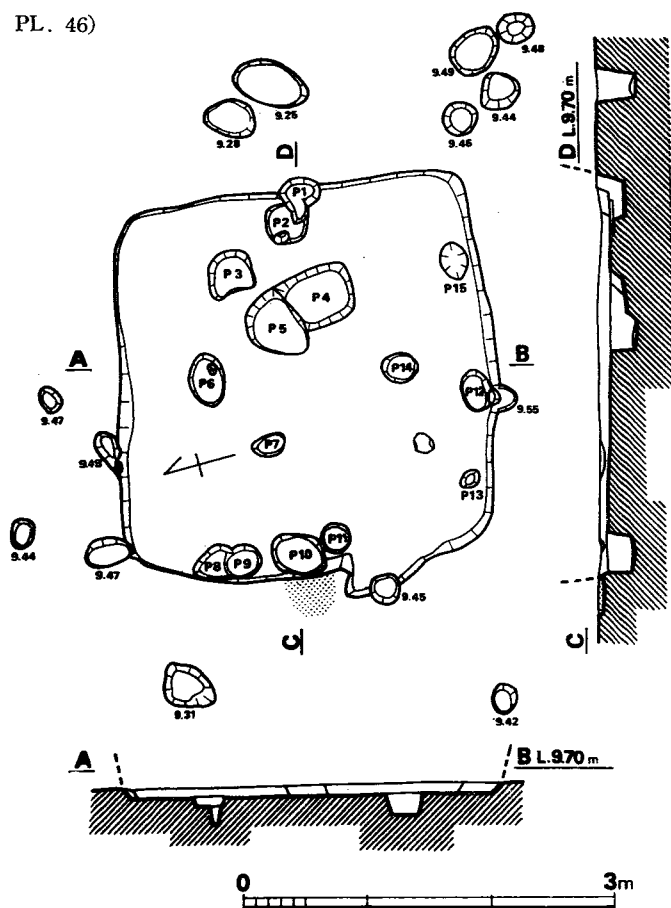 PL. 46)
9.48
9.49
9.25
9.44
9.28
9.46
D
D L.9.70 m
P1
P2
P3
P15
P4
P5
A
B
P14
P6
P12
9.47
9.55
P7
9.49
P13
9.44
P11
9.47
P10
P8
P9
9.45
C
C
9.31
9.42
A
B L.9.70 m
0
3m